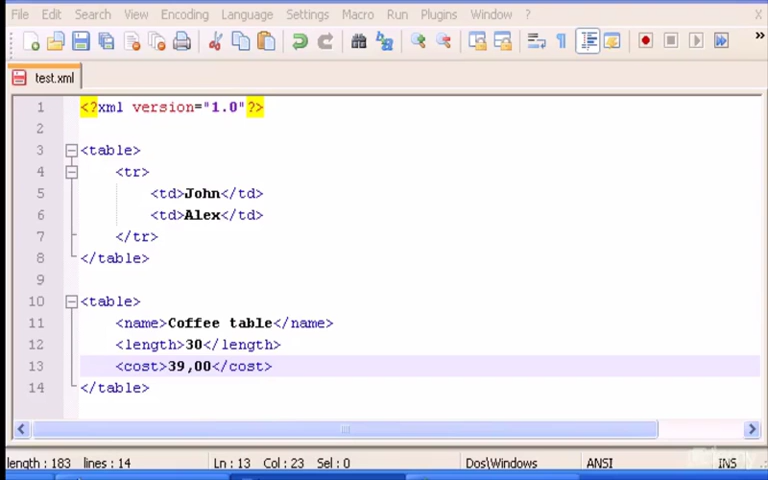 File Edit Search View Encoding Language Settings Macro Run Plugins Window ? X
»
test.xml
1 <?xml version="1.0"?>
2
3 <table>
4 <tr>
5 <td>John</td>
6 <td>Alex</td>
7 </tr>
8 </table>
9
10 <table>
11 <name>Coffee table</name>
12 <length>30</length>
13 <cost>39,00</cost>
14 </table>
length : 183 lines : 14 Ln : 13 Col : 23 Sel : 0 Dos\Windows ANSI INS